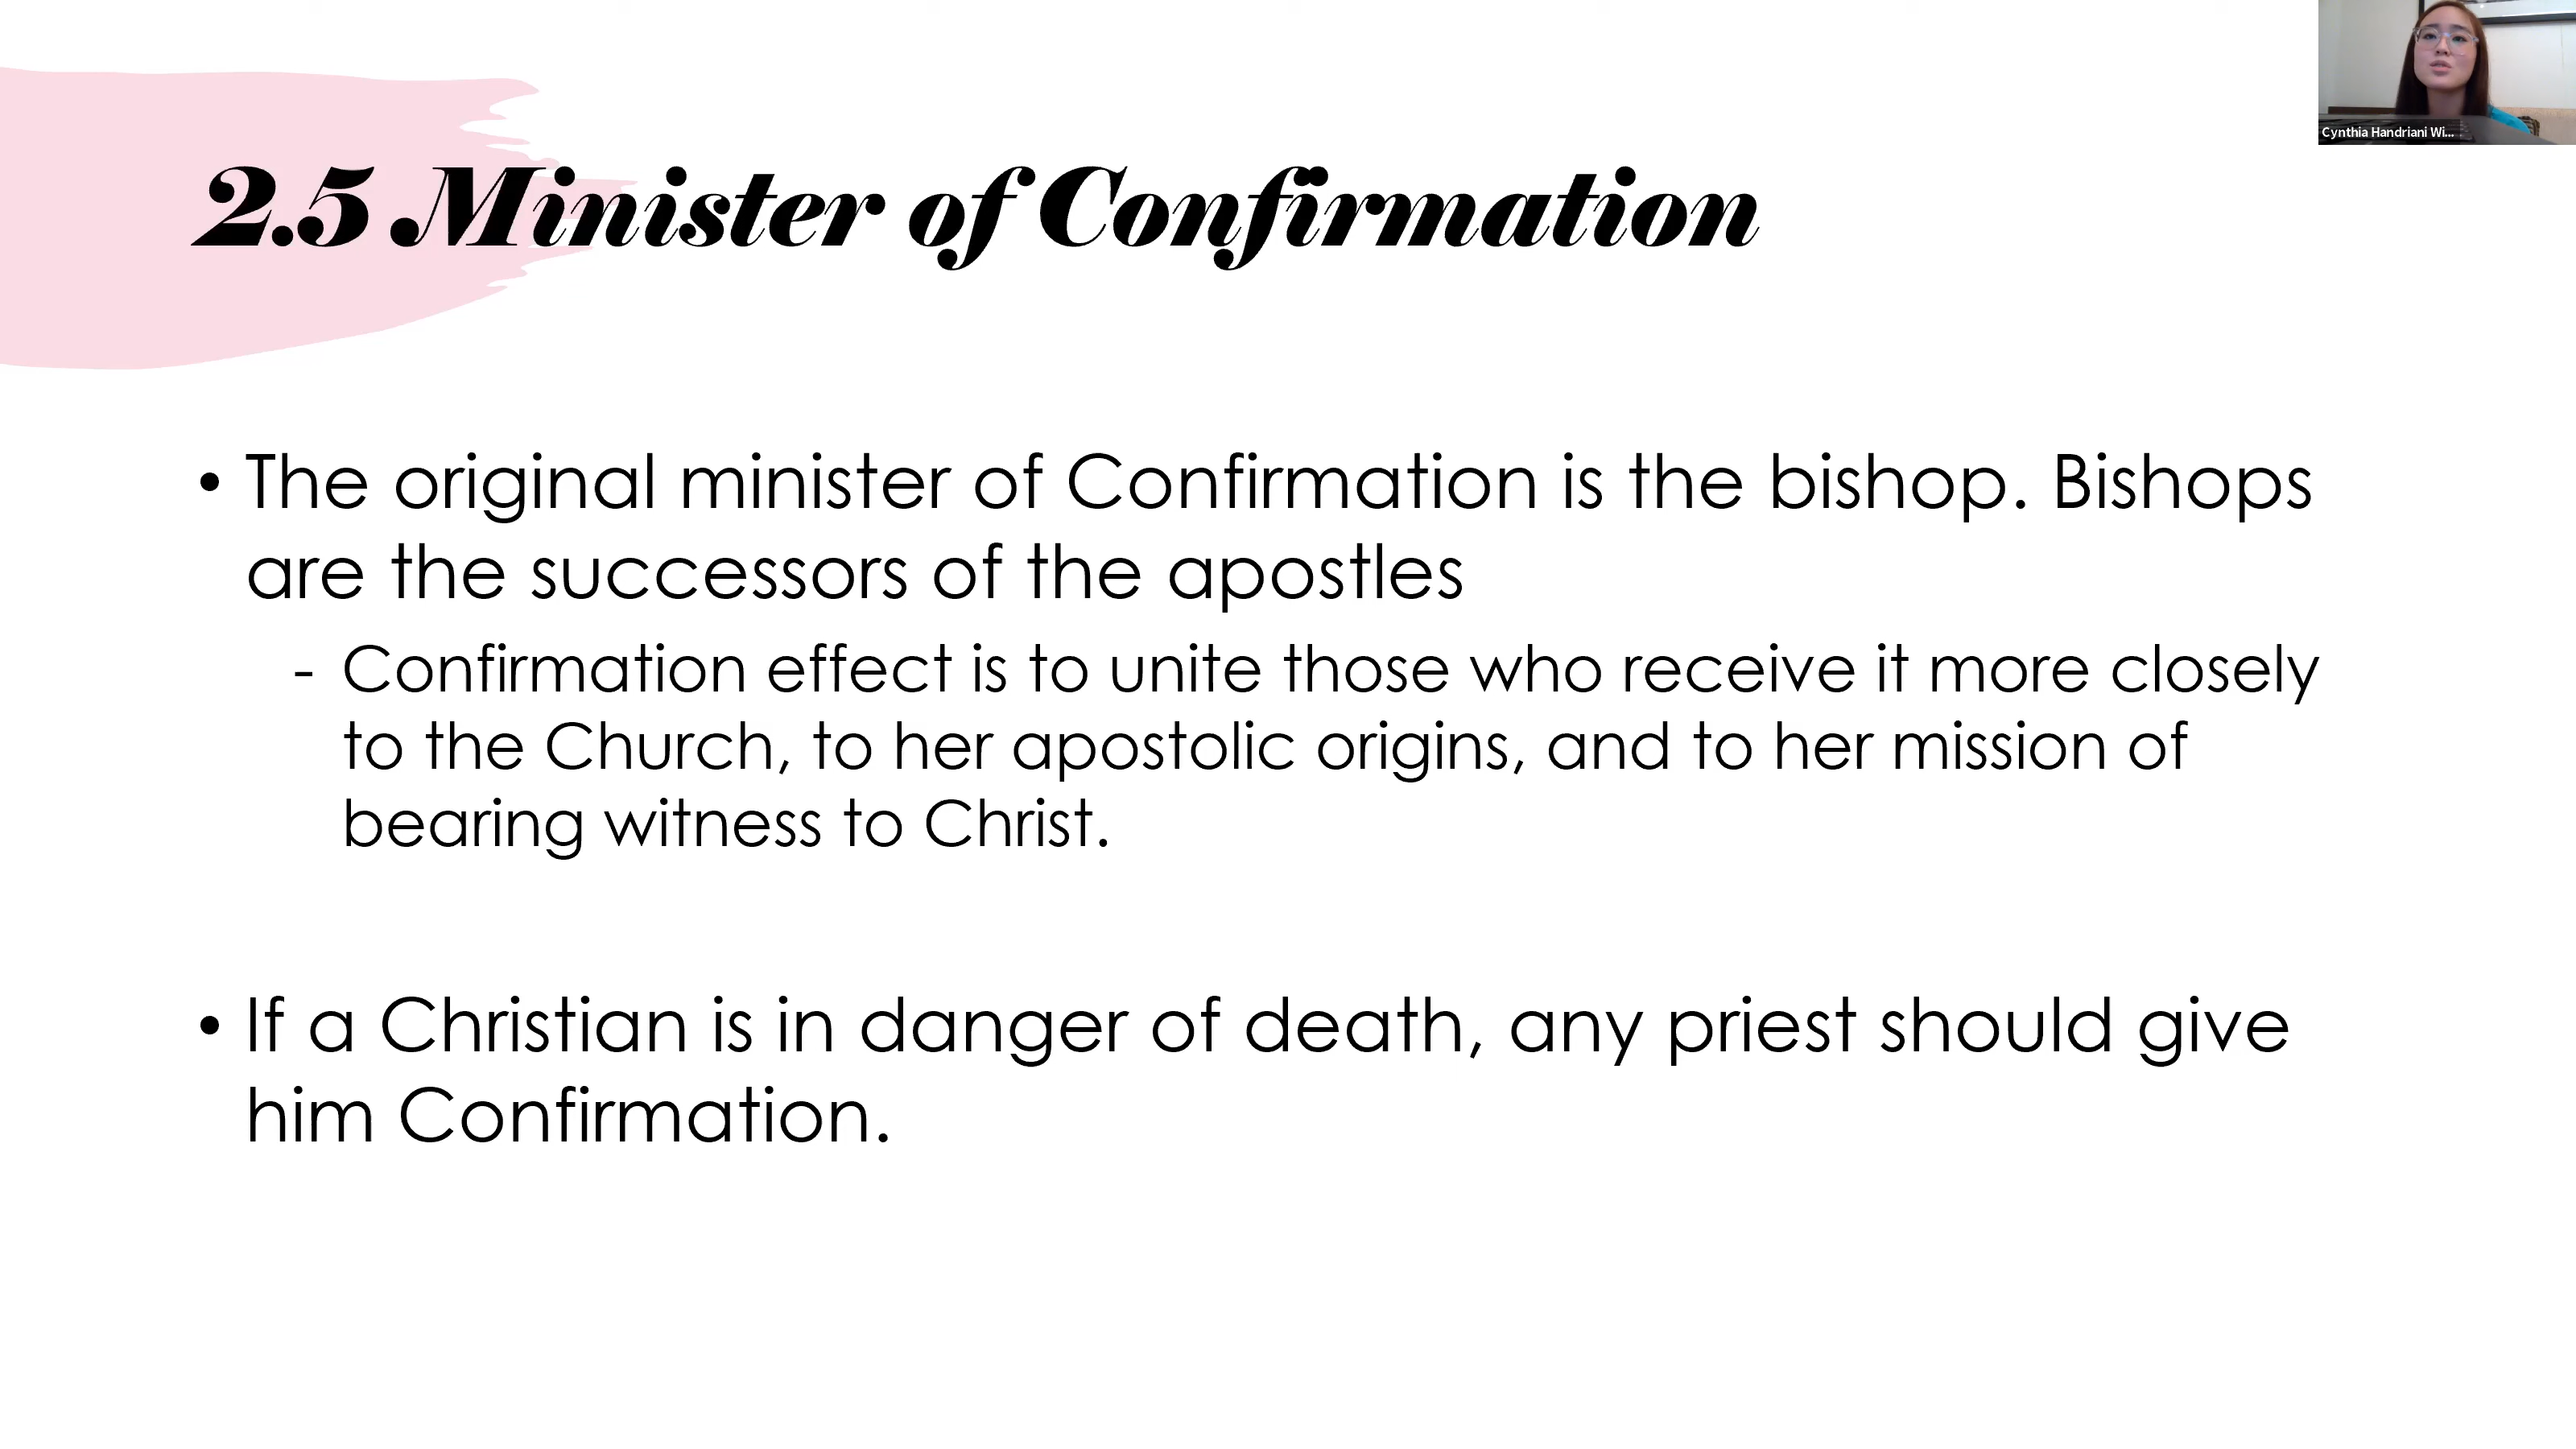 Cynthia Handriani Wi...
2.5 Minister of Confirmation
• The original minister of Confirmation is the bishop. Bishops
are the successors of the apostles
- Confirmation effect is to unite those who receive it more closely
to the Church, to her apostolic origins, and to her mission of
bearing witness to Christ.
• If a Christian is in danger of death, any priest should give
him Confirmation.